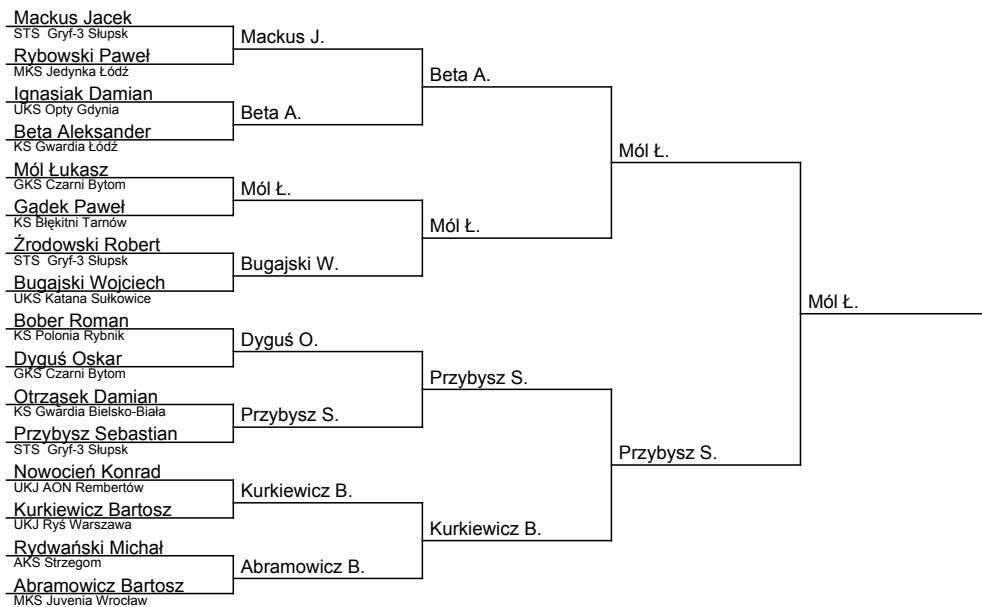 Mackus Jacek
STS Gryf-3 Słupsk
Rybowski Paweł
MKS Jedynka Łódź
Ignasiak Damian
UKS Opty Gdynia
Beta Aleksander
KS Gwardia Łódź
Mól Łukasz
GKS Czarni Bytom
Gądek Paweł
KS Błękitni Tarnów
Źrodowski Robert
STS Gryf-3 Słupsk
Bugajski Wojciech
UKS Katana Sułkowice
Bober Roman
KS Polonia Rybnik
Dyguś Oskar
GKS Czarni Bytom
Otrząsek Damian
KS Gwardia Bielsko-Biała
Przybysz Sebastian
STS Gryf-3 Słupsk
Nowocień Konrad
UKJ AON Rembertów
Kurkiewicz Bartosz
UKJ Ryś Warszawa
Rydwański Michał
AKS Strzegom
Abramowicz Bartosz
MKS Juvenia Wrocław
Mackus J.
Beta A.
Mól Ł.
Bugajski W.
Dyguś O.
Przybysz S.
Kurkiewicz B.
Abramowicz B.
Beta A.
Mól Ł.
Przybysz S.
Kurkiewicz B.
Mól Ł.
Przybysz S.
Mól Ł.